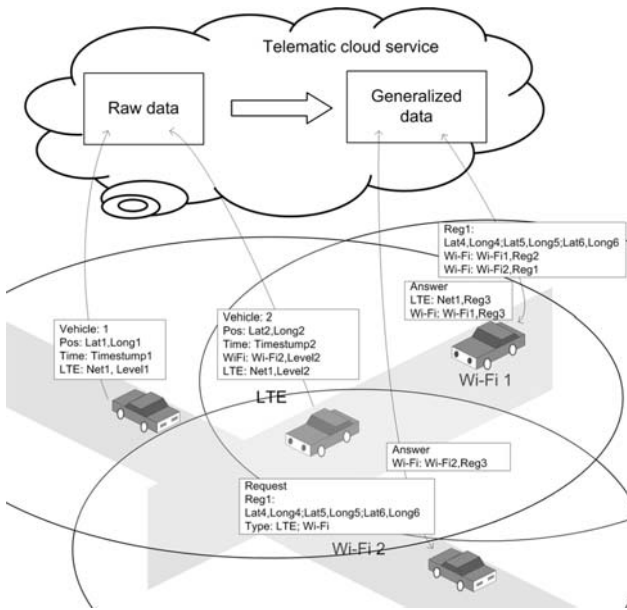 Telematic cloud service
Raw data
Generalized
data
Reg1:
Lat4,Long4;Lat5,Long5;Lat6,Long6
Wi-Fi: Wi-Fi1,Reg2
Wi-Fi: Wi-Fi2,Reg1
Answer
LTE: Net1,Reg3
Wi-Fi: Wi-Fi1,Reg3
Vehicle: 1
Pos: Lat1,Long1
Time: Timestump1
LTE: Net1, Level1
Vehicle: 2
Pos: Lat2,Long2
Time: Timestump2
WiFi: Wi-Fi2,Level2
LTE: Net1,Level2
Wi-Fi 1
LTE
Answer
Wi-Fi: Wi-Fi2,Reg3
Request
Reg1:
Lat4,Long4;Lat5,Long5;Lat6,Long6
Type: LTE; Wi-Fi
Wi-Fi 2